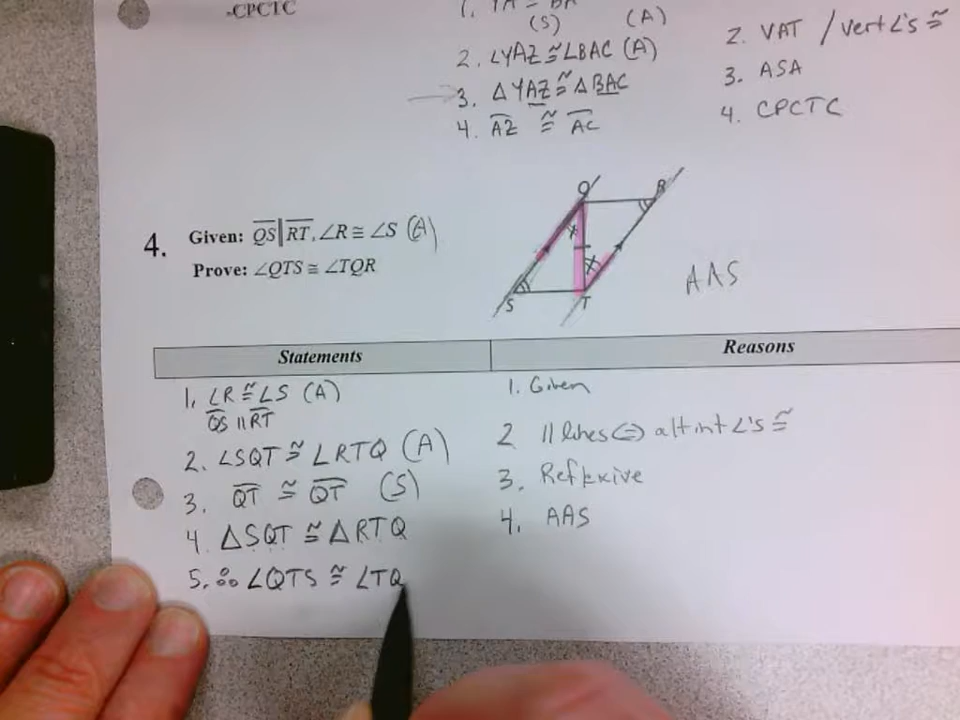 -CPCTC
(S) (A)
2. ∠YAZ ≅ ∠BAC (A)
2. VAT / vert ∠'s ≅
3. △YAZ ≅ △BAC
3. ASA
4. AZ ≅ AC
4. CPCTC
4. Given: QS ∥ RT, ∠R ≅ ∠S (A)
Prove: ∠QTS ≅ ∠TQR
Q R
S T
AAS
Statements Reasons
1. ∠R ≅ ∠S (A)
1. Given
QS ∥ RT
2. ∠SQT ≅ ∠RTQ (A)
2 ∥ lines ⇔ alt int ∠'s ≅
3. QT ≅ QT (S)
3. Reflexive
4. △SQT ≅ △RTQ
4. AAS
5. ∴ ∠QTS ≅ ∠TQ